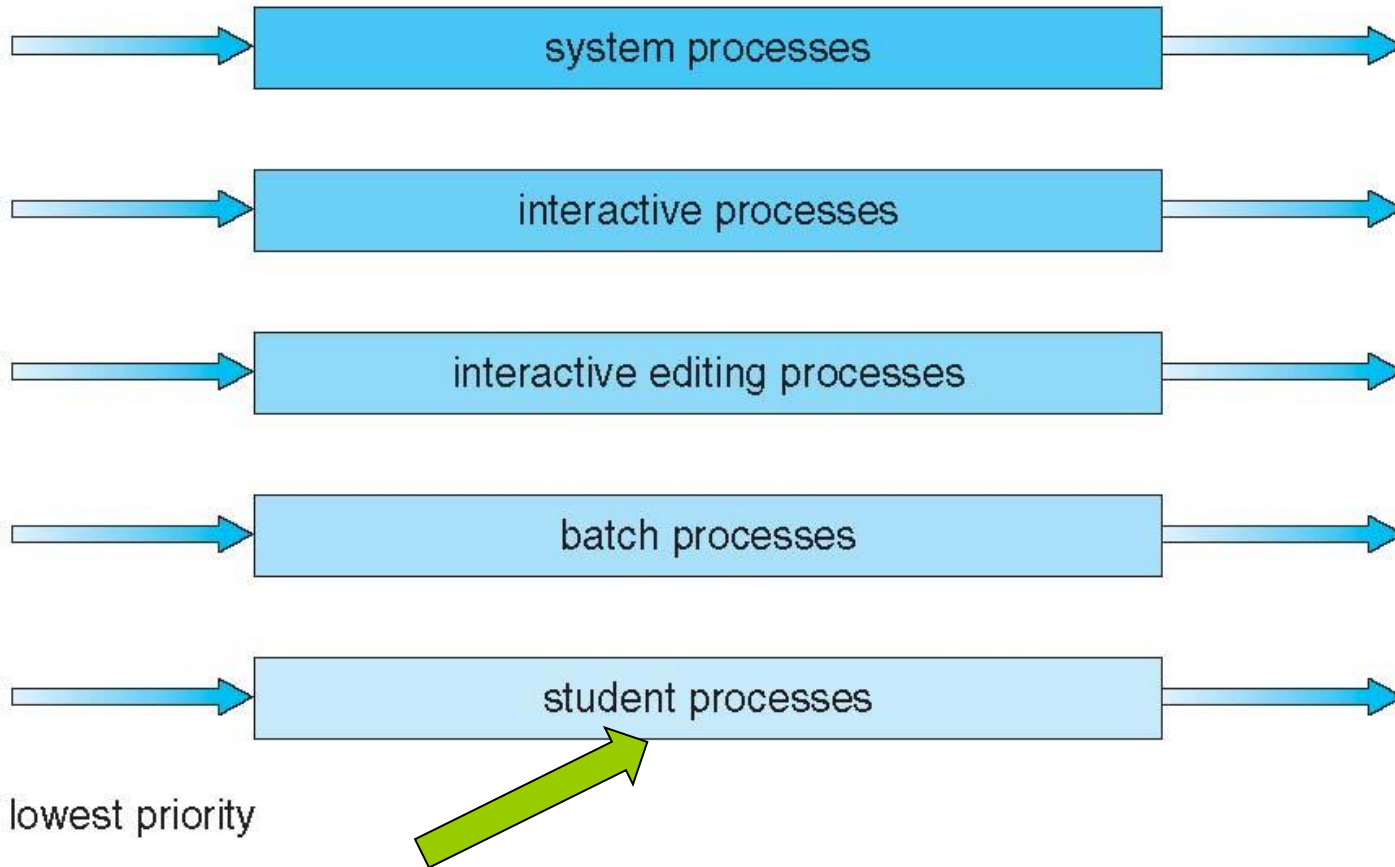 system processes
interactive processes
interactive editing processes
batch processes
student processes
lowest priority